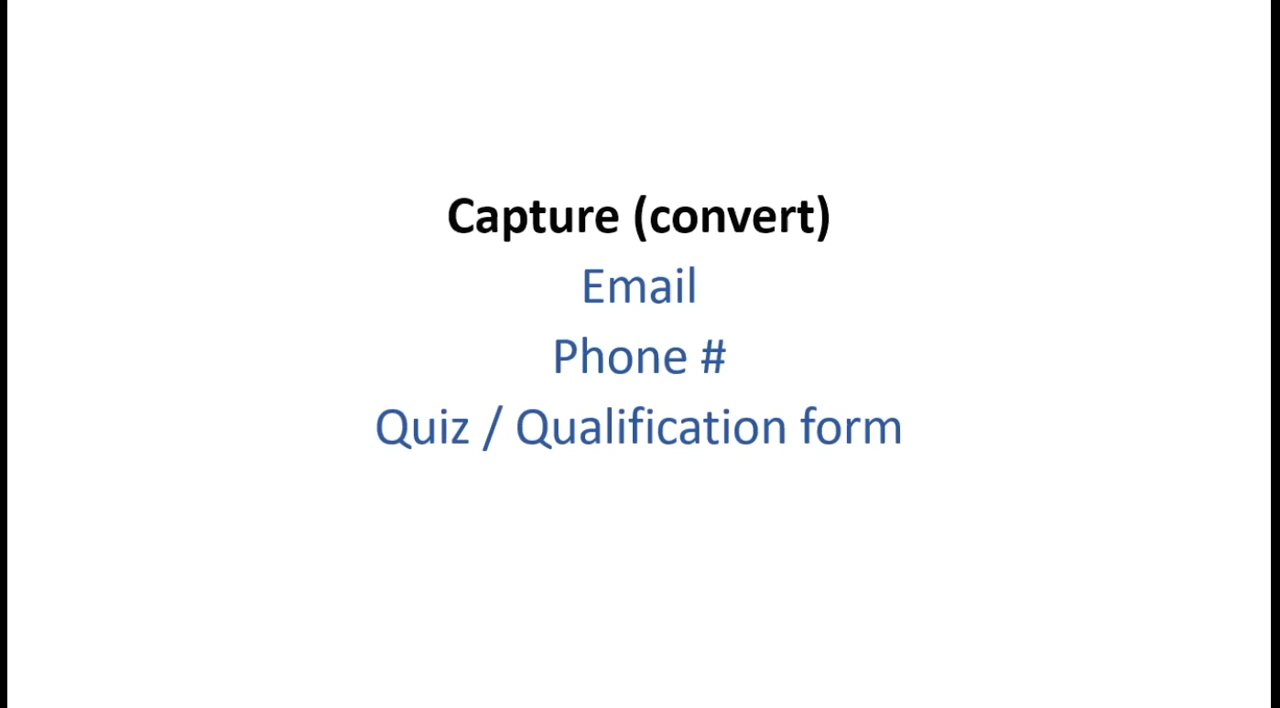 Capture (convert)
Email
Phone #
Quiz / Qualification form